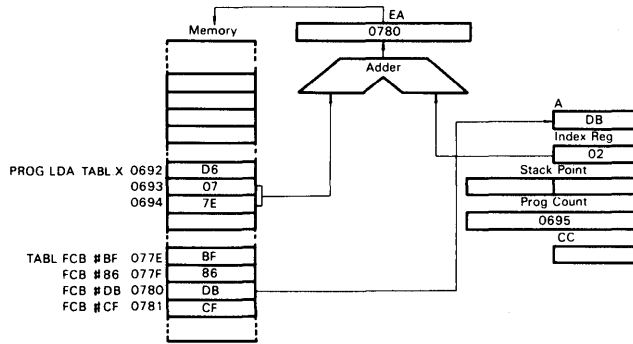 EA
Memory
0780
Adder
A
DB
Index Reg
02
PROG LDA TABL.X 0692 D6
0693 07
0694 7E
Stack Point
Prog Count
0695
CC
TABL FCB #BF 077E BF
FCB #86 077F 86
FCB #DB 0780 DB
FCB #CF 0781 CF